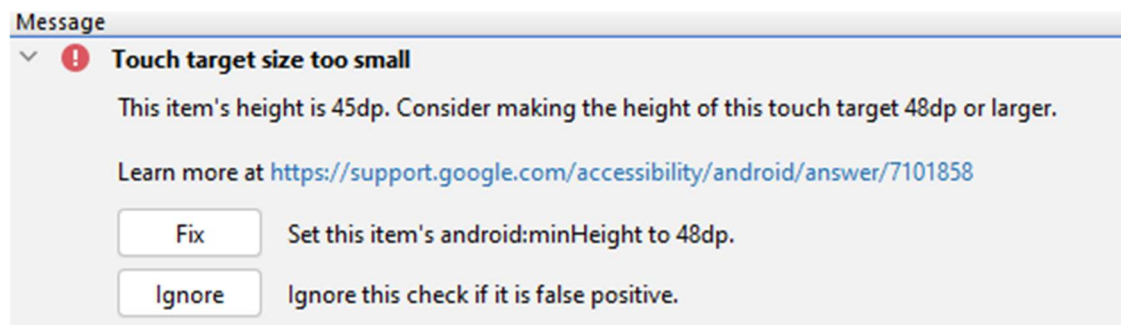 Message
Touch target size too small
This item's height is 45dp. Consider making the height of this touch target 48dp or larger.
Learn more at https://support.google.com/accessibility/android/answer/7101858
Fix Set this item's android:minHeight to 48dp.
Ignore Ignore this check if it is false positive.